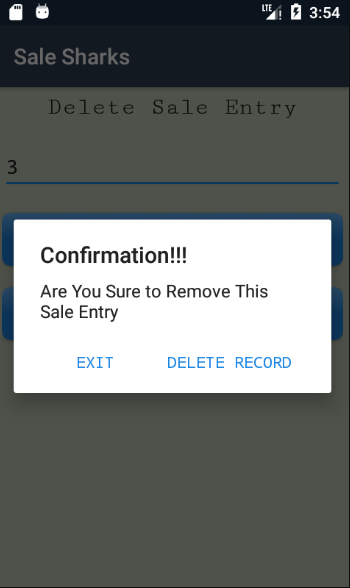 LTE 3:54
Sale Sharks
Delete Sale Entry
3
Confirmation!!!
Are You Sure to Remove This
Sale Entry
EXIT DELETE RECORD